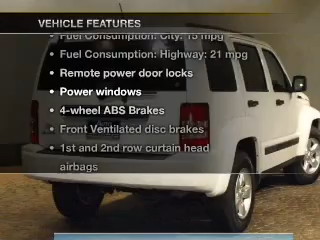 VEHICLE FEATURES
• Fuel Consumption: City: 15 mpg
• Fuel Consumption: Highway: 21 mpg
• Remote power door locks
• Power windows
• 4-wheel ABS Brakes
• Front Ventilated disc brakes
• 1st and 2nd row curtain head
airbags